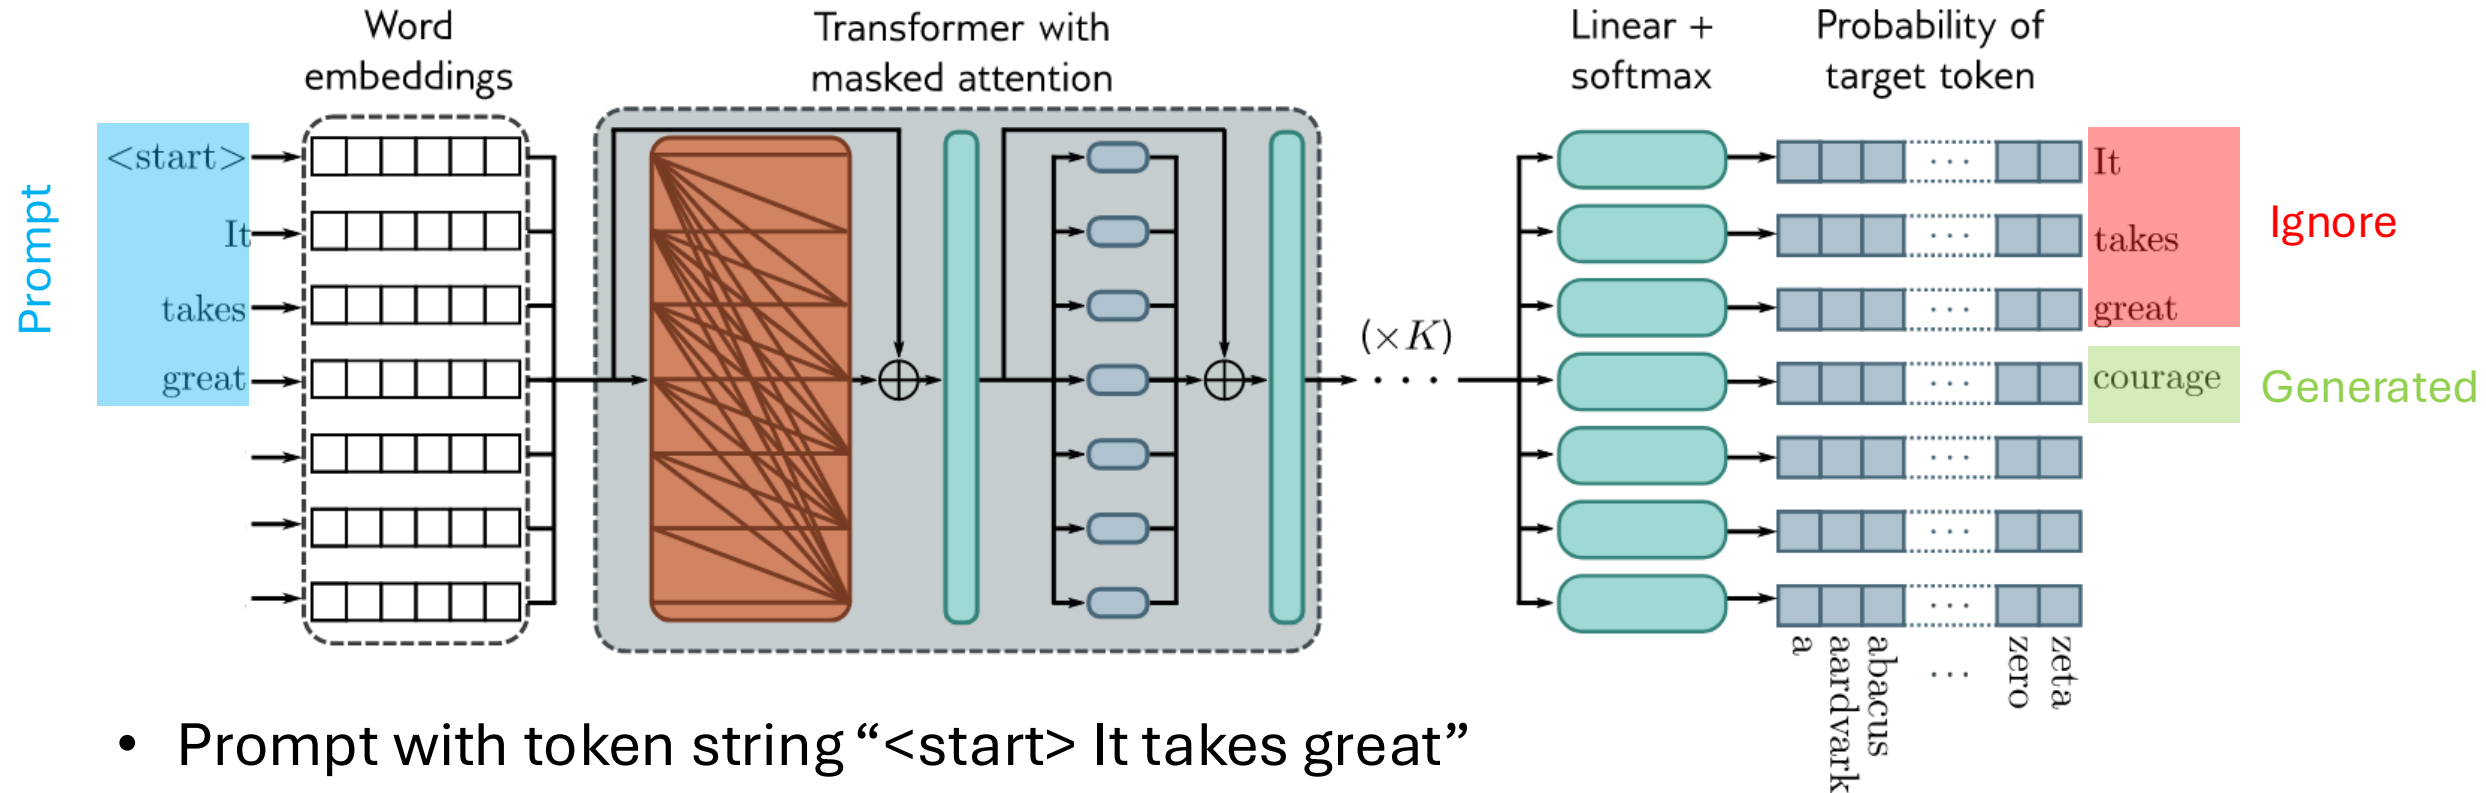 Word
embeddings
Transformer with
masked attention
Linear +
softmax
Probability of
target token
Prompt
<start>
It
takes
great
(×K)
...
It
takes
great
courage
Ignore
Generated
a
aardvark
abacus
...
zero
zeta
• Prompt with token string “<start> It takes great”